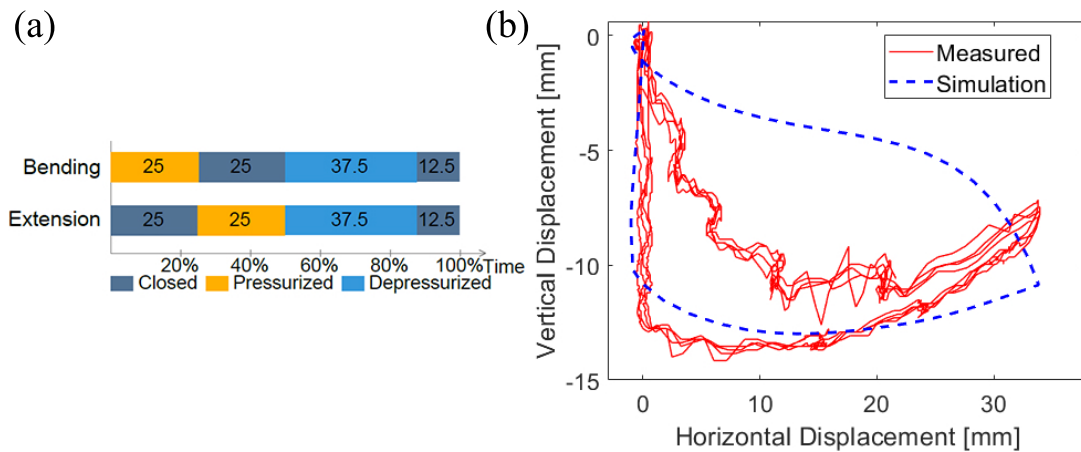 (a)
Bending 25 25 37.5 12.5
Extension 25 25 37.5 12.5
20% 40% 60% 80% 100% Time
Closed Pressurized Depressurized
(b)
Measured
Simulation
Vertical Displacement [mm]
0
-5
-10
-15
0 10 20 30
Horizontal Displacement [mm]